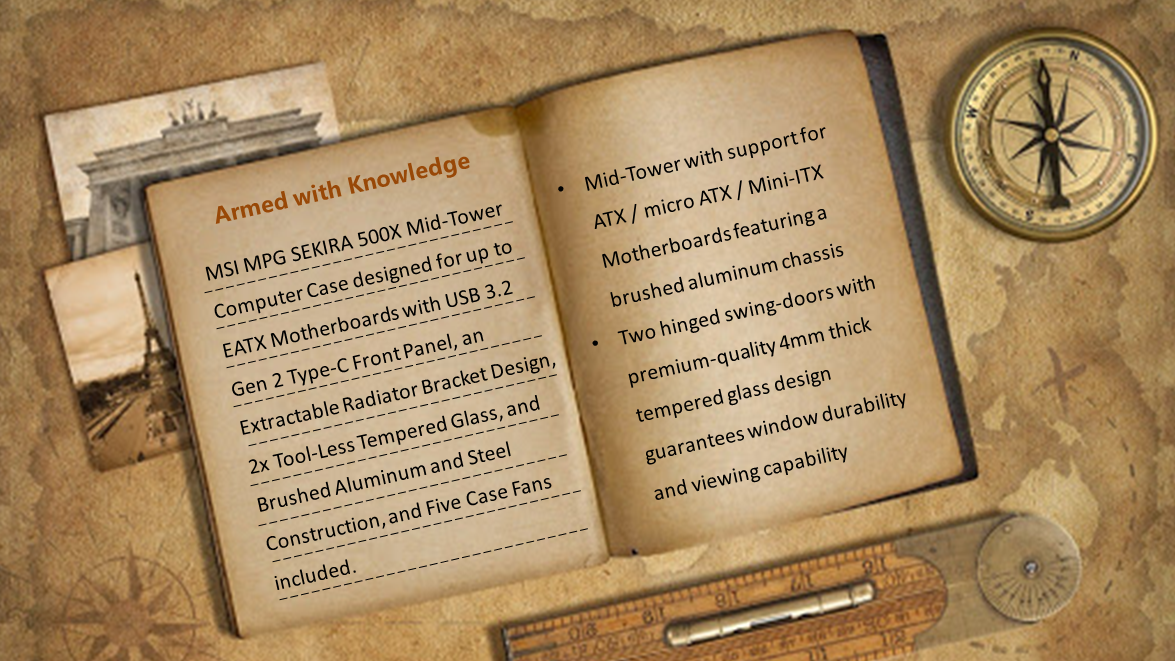 Armed with Knowledge
MSI MPG SEKIRA 500X Mid-Tower
Computer Case designed for up to
EATX Motherboards with USB 3.2
Gen 2 Type-C Front Panel, an
Extractable Radiator Bracket Design,
2x Tool-Less Tempered Glass, and
Brushed Aluminum and Steel
Construction, and Five Case Fans
included.
• Mid-Tower with support for
ATX / micro ATX / Mini-ITX
Motherboards featuring a
brushed aluminum chassis
• Two hinged swing-doors with
premium-quality 4mm thick
tempered glass design
guarantees window durability
and viewing capability
N
W
S